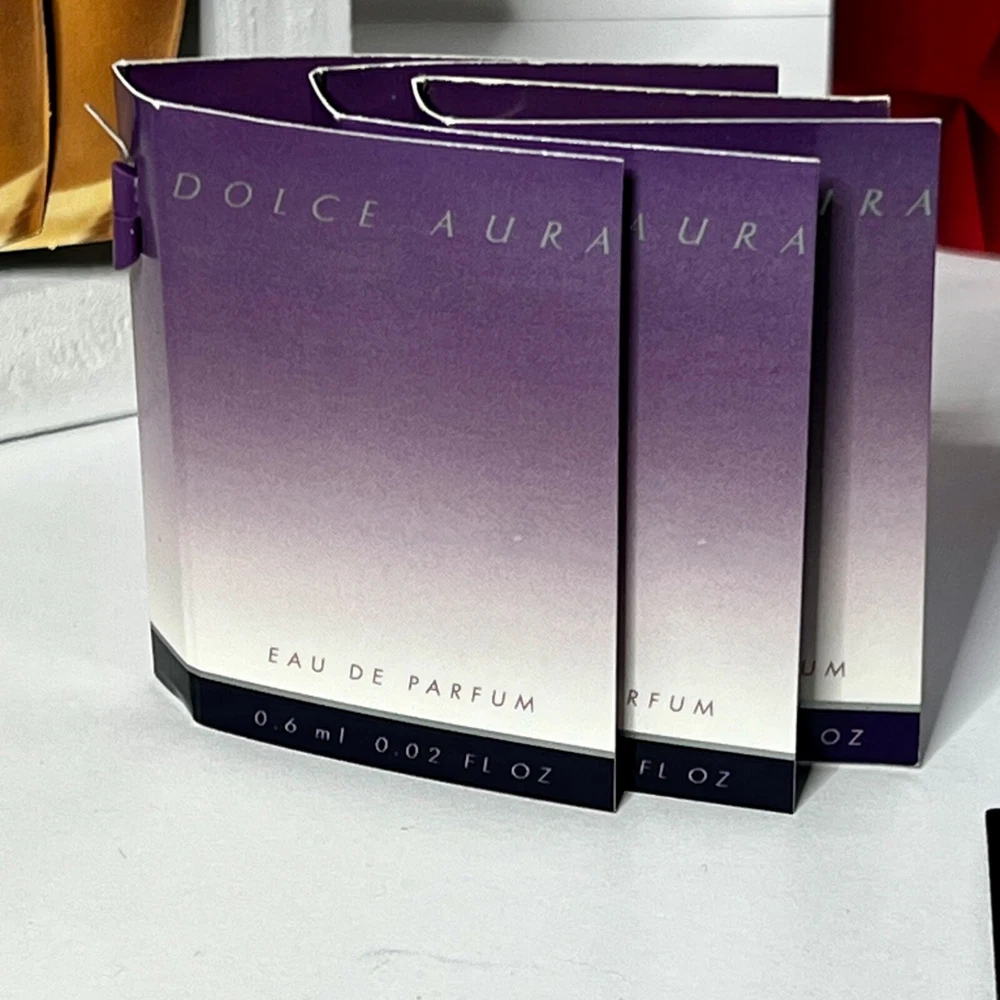 DOLCE AURA
EAU DE PARFUM
0.6 ml 0.02 FL OZ
AURA
RFUM
FL OZ
RA
UM
OZ